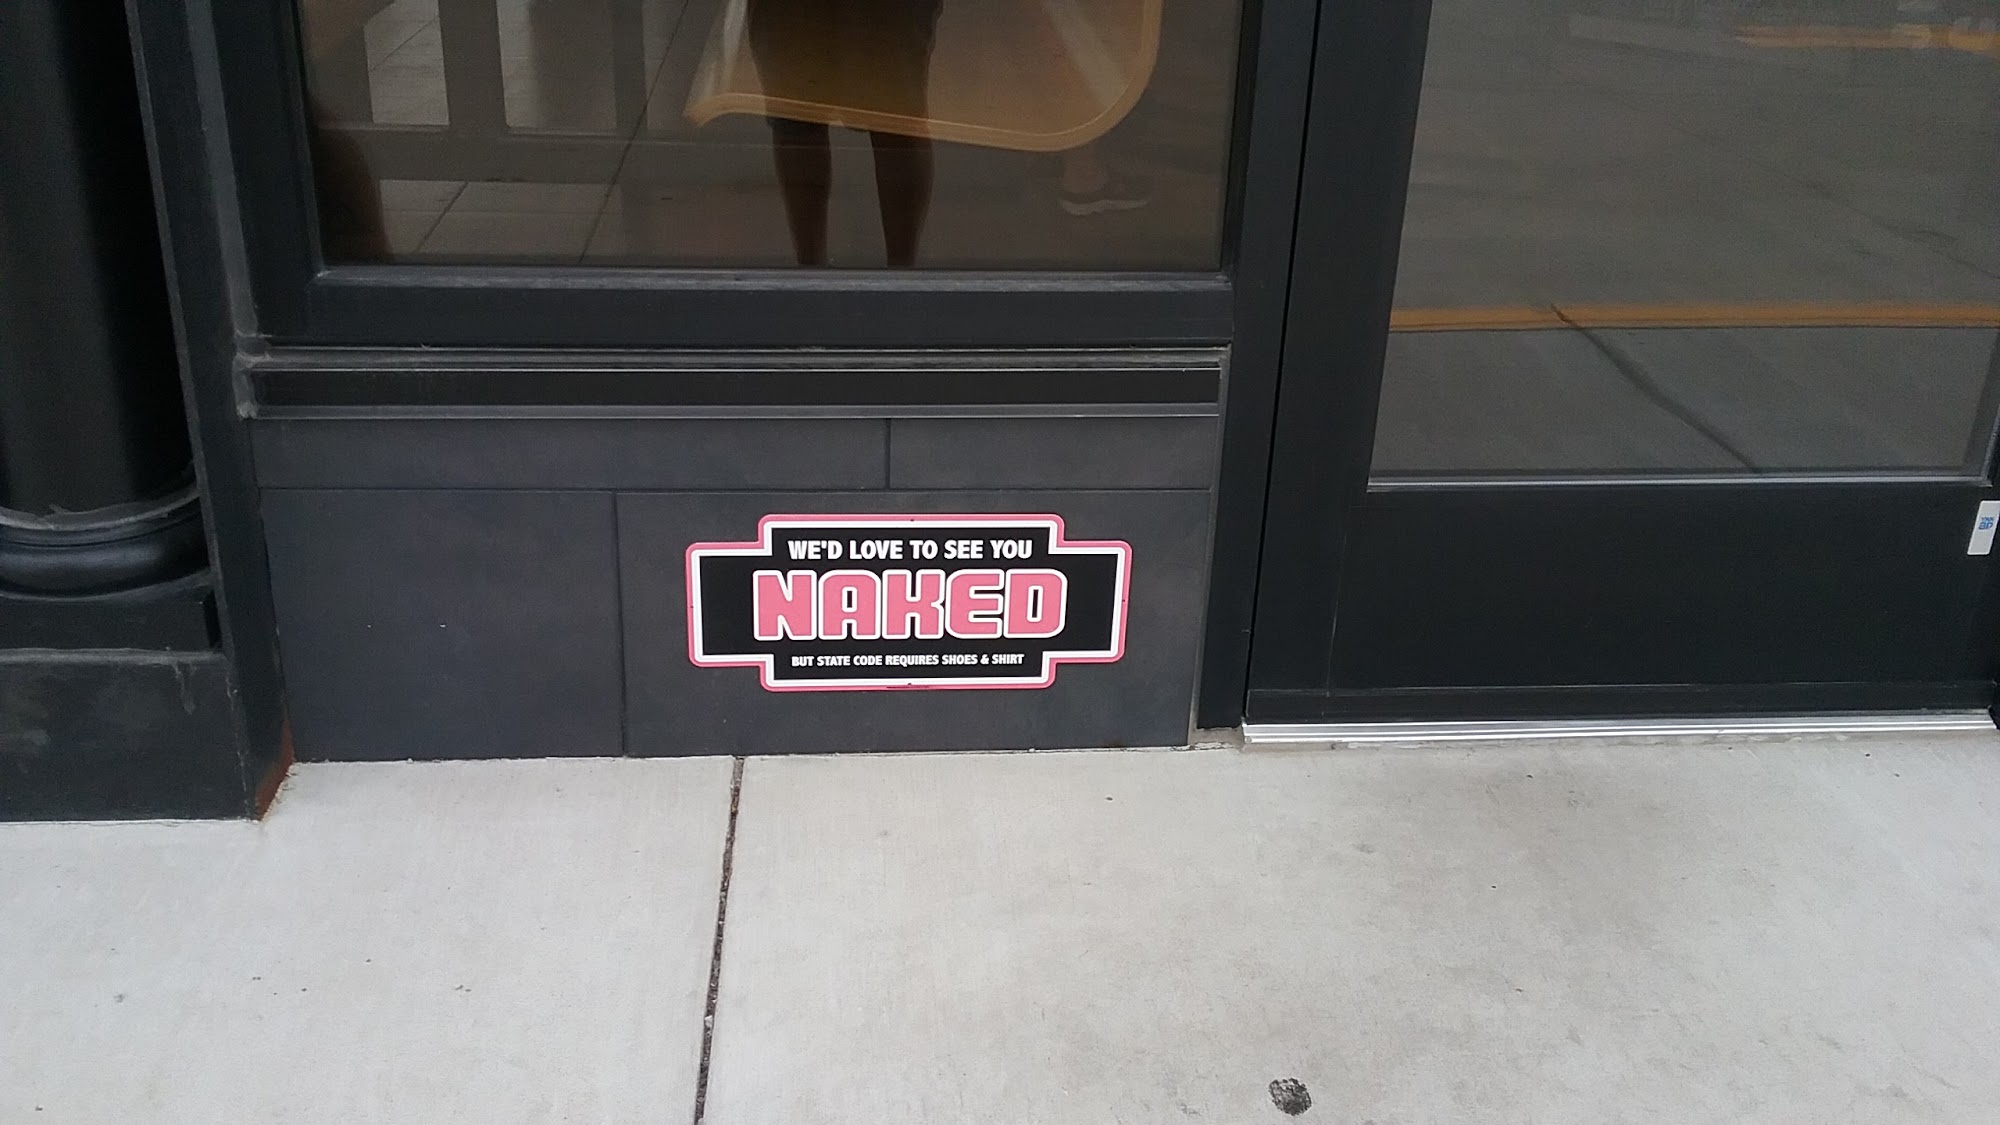 WE'D LOVE TO SEE YOU
NAKED
BUT STATE CODE REQUIRES SHOES & SHIRT